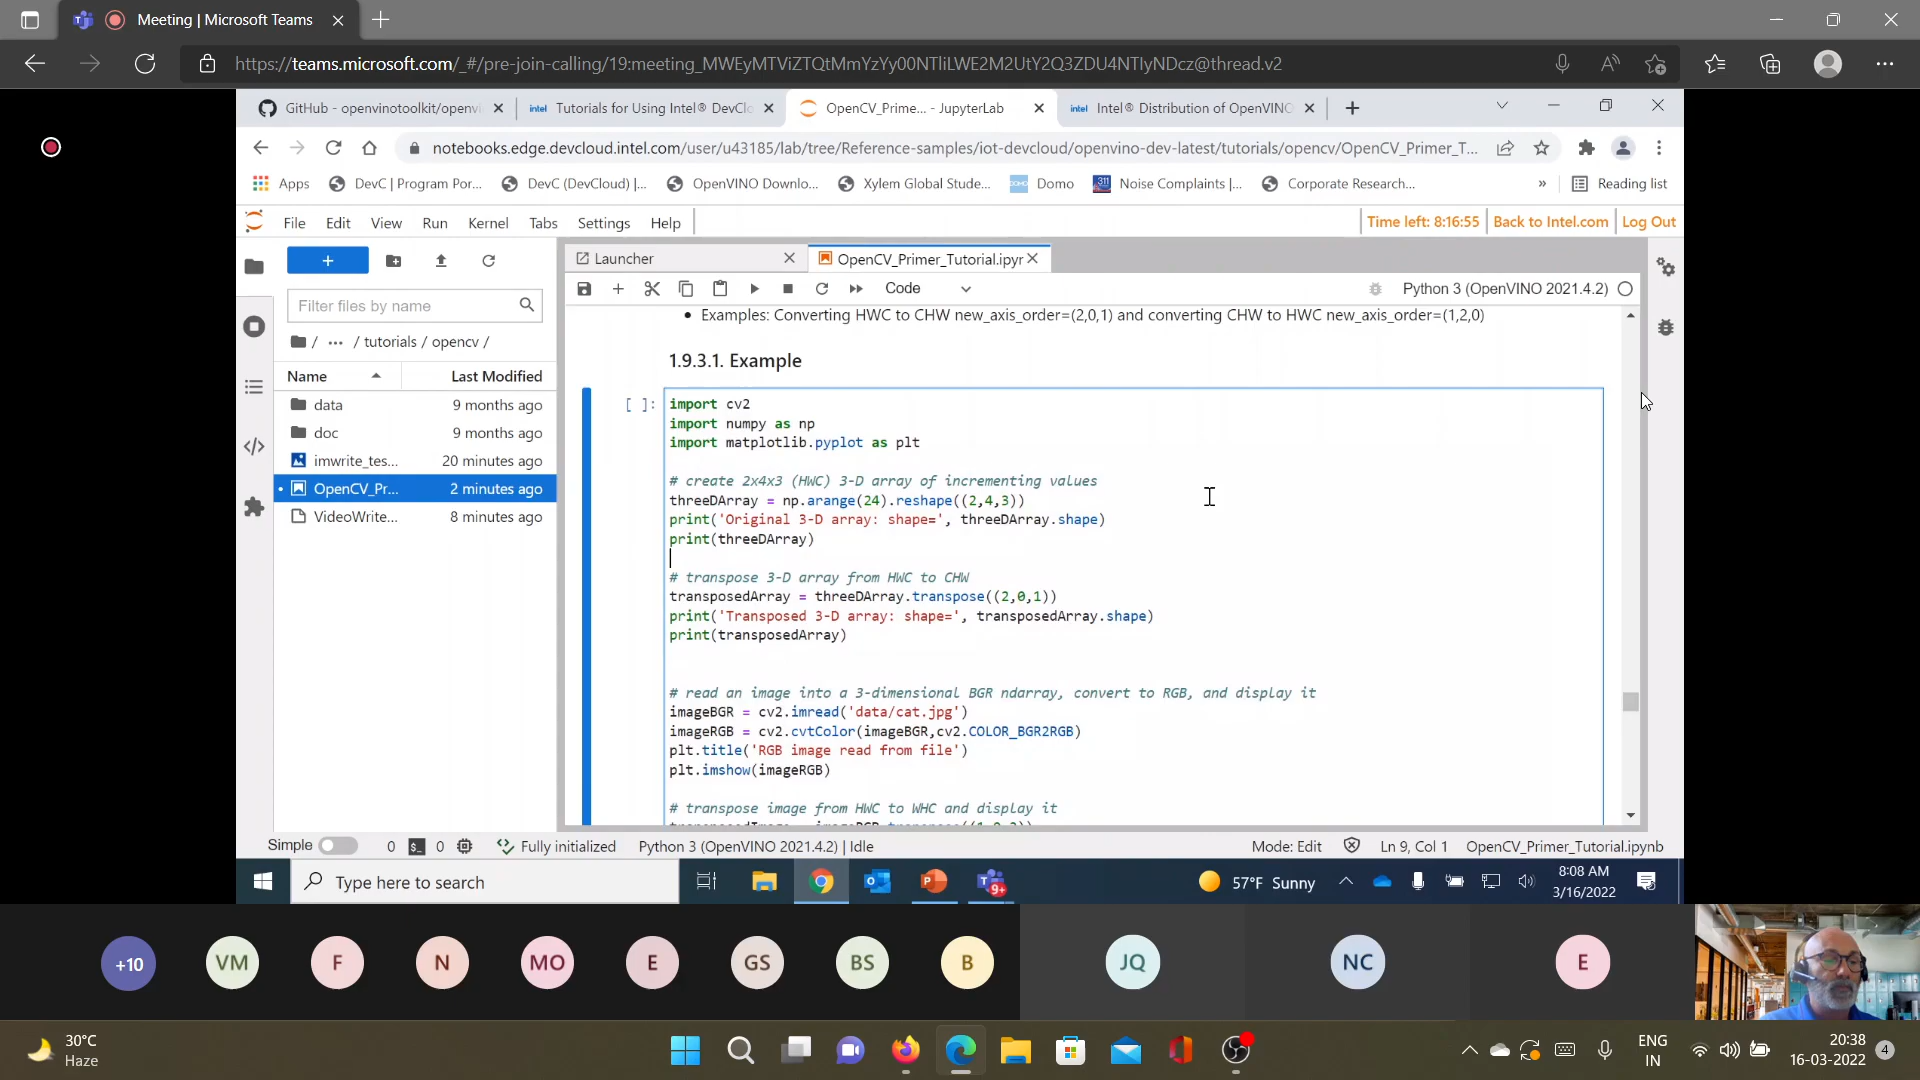 Meeting | Microsoft Teams
https://teams.microsoft.com/_#/pre-join-calling/19:meeting_MWEyMTViZTQtMmYzYy00NTliLWE2M2UtY2Q3ZDU4NTIyNDcz@thread.v2
GitHub - openvinotoolkit/openvi
intel Tutorials for Using Intel® DevClo
OpenCV_Prime... - JupyterLab
intel Intel® Distribution of OpenVINO
notebooks.edge.devcloud.intel.com/user/u43185/lab/tree/Reference-samples/iot-devcloud/openvino-dev-latest/tutorials/opencv/OpenCV_Primer_T...
Apps
DevC | Program Por...
DevC (DevCloud) |...
OpenVINO Downlo...
Xylem Global Stude...
DOMO Domo
311 Noise Complaints |...
Corporate Research...
»
Reading list
File Edit View Run Kernel Tabs Settings Help
Time left: 8:16:55 Back to Intel.com Log Out
Launcher
OpenCV_Primer_Tutorial.ipyr
Filter files by name
/ ... / tutorials / opencv /
Code
Python 3 (OpenVINO 2021.4.2)
Name Last Modified
data 9 months ago
doc 9 months ago
imwrite_tes... 20 minutes ago
OpenCV_Pr... 2 minutes ago
VideoWrite... 8 minutes ago
• Examples: Converting HWC to CHW new_axis_order=(2,0,1) and converting CHW to HWC new_axis_order=(1,2,0)
1.9.3.1. Example
[ ]:
import cv2
import numpy as np
import matplotlib.pyplot as plt
# create 2x4x3 (HWC) 3-D array of incrementing values
threeDArray = np.arange(24).reshape((2,4,3))
print('Original 3-D array: shape=', threeDArray.shape)
print(threeDArray)
# transpose 3-D array from HWC to CHW
transposedArray = threeDArray.transpose((2,0,1))
print('Transposed 3-D array: shape=', transposedArray.shape)
print(transposedArray)
# read an image into a 3-dimensional BGR ndarray, convert to RGB, and display it
imageBGR = cv2.imread('data/cat.jpg')
imageRGB = cv2.cvtColor(imageBGR,cv2.COLOR_BGR2RGB)
plt.title('RGB image read from file')
plt.imshow(imageRGB)
# transpose image from HWC to WHC and display it
Simple 0 0 Fully initialized Python 3 (OpenVINO 2021.4.2) | Idle
Mode: Edit Ln 9, Col 1 OpenCV_Primer_Tutorial.ipynb
Type here to search
9+
57°F Sunny
8:08 AM
3/16/2022
+10 VM F N MO E GS BS B JQ NC E
30°C
Haze
ENG
IN
20:38
16-03-2022
4